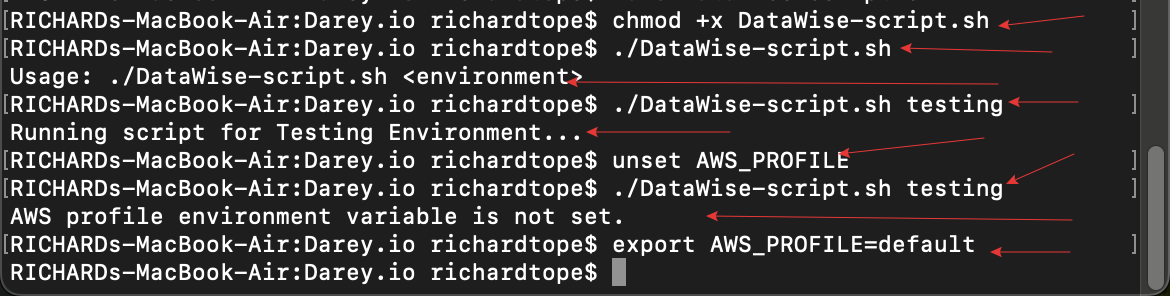 [RICHARDs-MacBook-Air:Darey.io richardtope$ chmod +x DataWise-script.sh ]
[RICHARDs-MacBook-Air:Darey.io richardtope$ ./DataWise-script.sh ]
Usage: ./DataWise-script.sh <environment>
[RICHARDs-MacBook-Air:Darey.io richardtope$ ./DataWise-script.sh testing ]
Running script for Testing Environment...
[RICHARDs-MacBook-Air:Darey.io richardtope$ unset AWS_PROFILE ]
[RICHARDs-MacBook-Air:Darey.io richardtope$ ./DataWise-script.sh testing ]
AWS profile environment variable is not set.
[RICHARDs-MacBook-Air:Darey.io richardtope$ export AWS_PROFILE=default ]
RICHARDs-MacBook-Air:Darey.io richardtope$